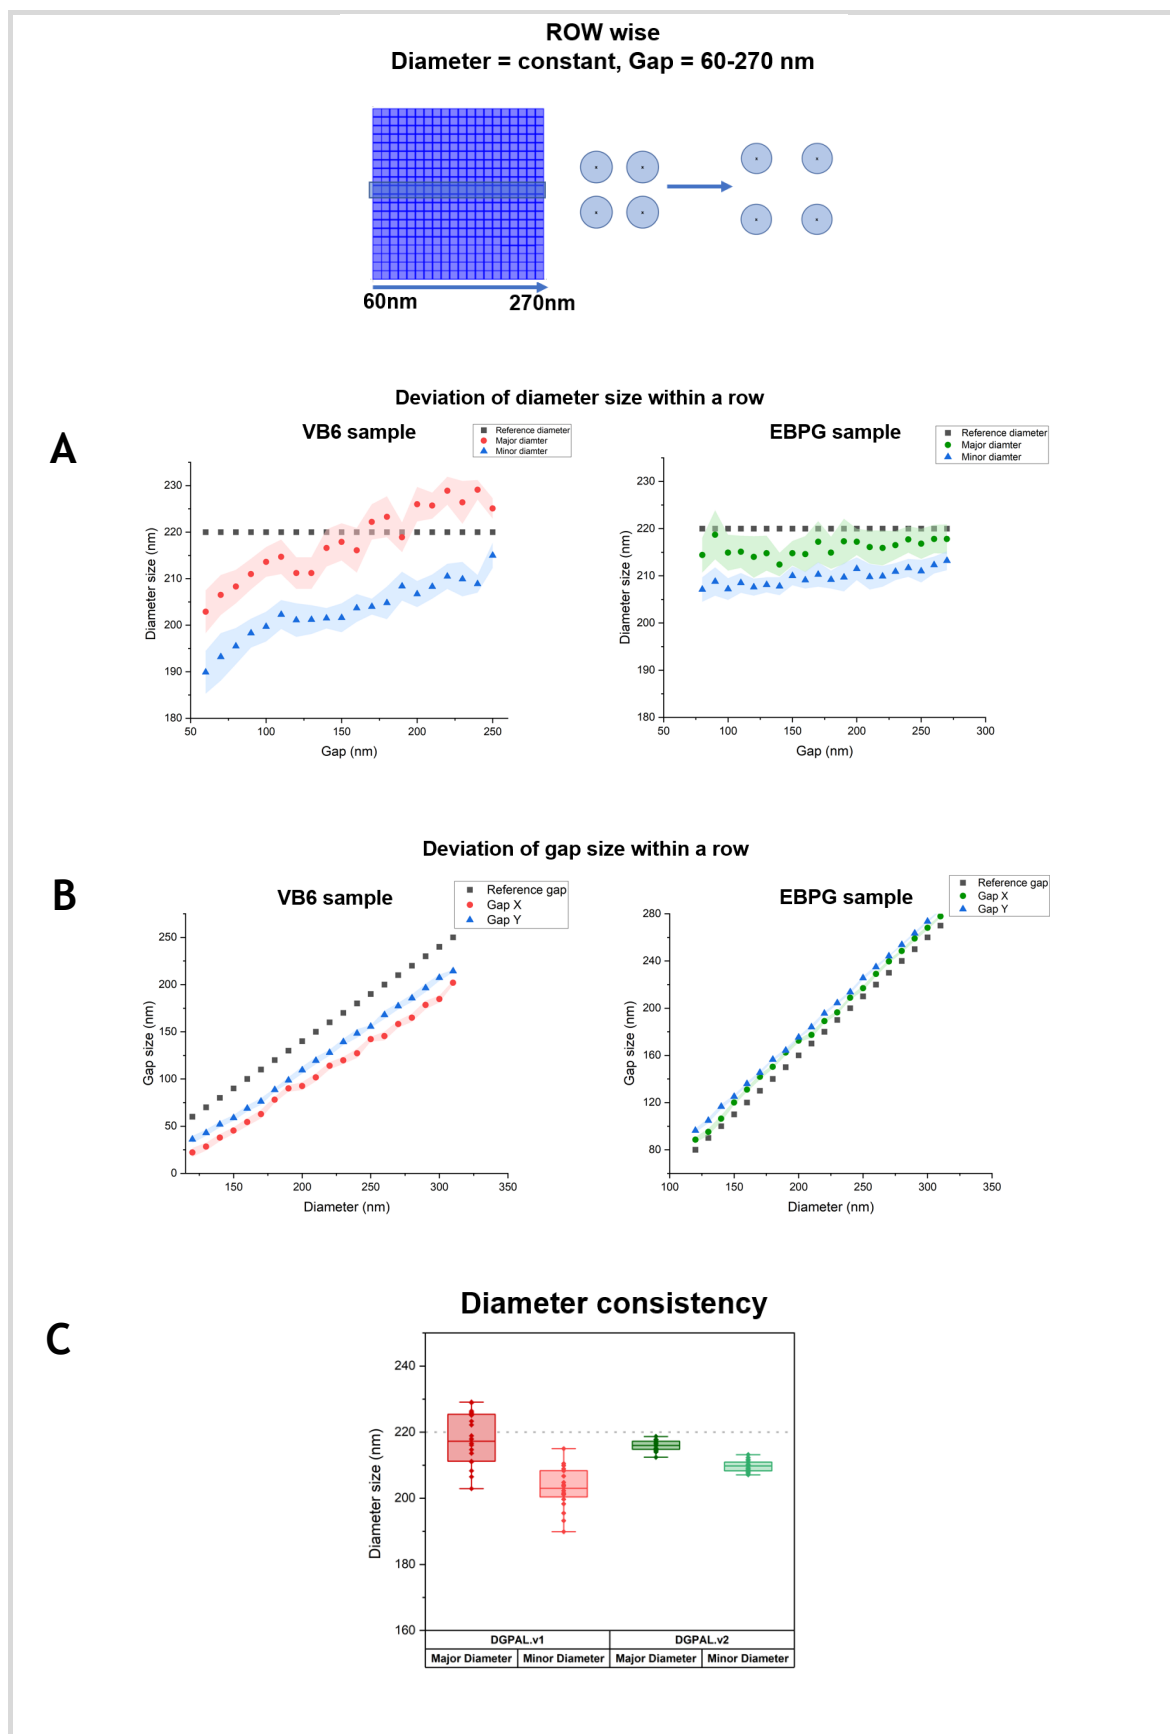 ROW wise
Diameter = constant, Gap = 60-270 nm
60nm 270nm
Deviation of diameter size within a row
A
VB6 sample
Reference diameter
Major diamter
Minor diamter
Diameter size (nm)
230
220
210
200
190
180
50 100 150 200 250
Gap (nm)
EBPG sample
Reference diameter
Major diamter
Minor diamter
Diameter size (nm)
230
220
210
200
190
180
50 100 150 200 250 300
Gap (nm)
Deviation of gap size within a row
B
VB6 sample
Reference gap
Gap X
Gap Y
Gap size (nm)
250
200
150
100
50
0
150 200 250 300 350
Diameter (nm)
EBPG sample
Reference gap
Gap X
Gap Y
Gap size (nm)
280
240
200
160
120
80
100 150 200 250 300 350
Diameter (nm)
C
Diameter consistency
Diameter size (nm)
240
220
200
180
160
DGPAL.v1 DGPAL.v2
Major Diameter Minor Diameter Major Diameter Minor Diameter